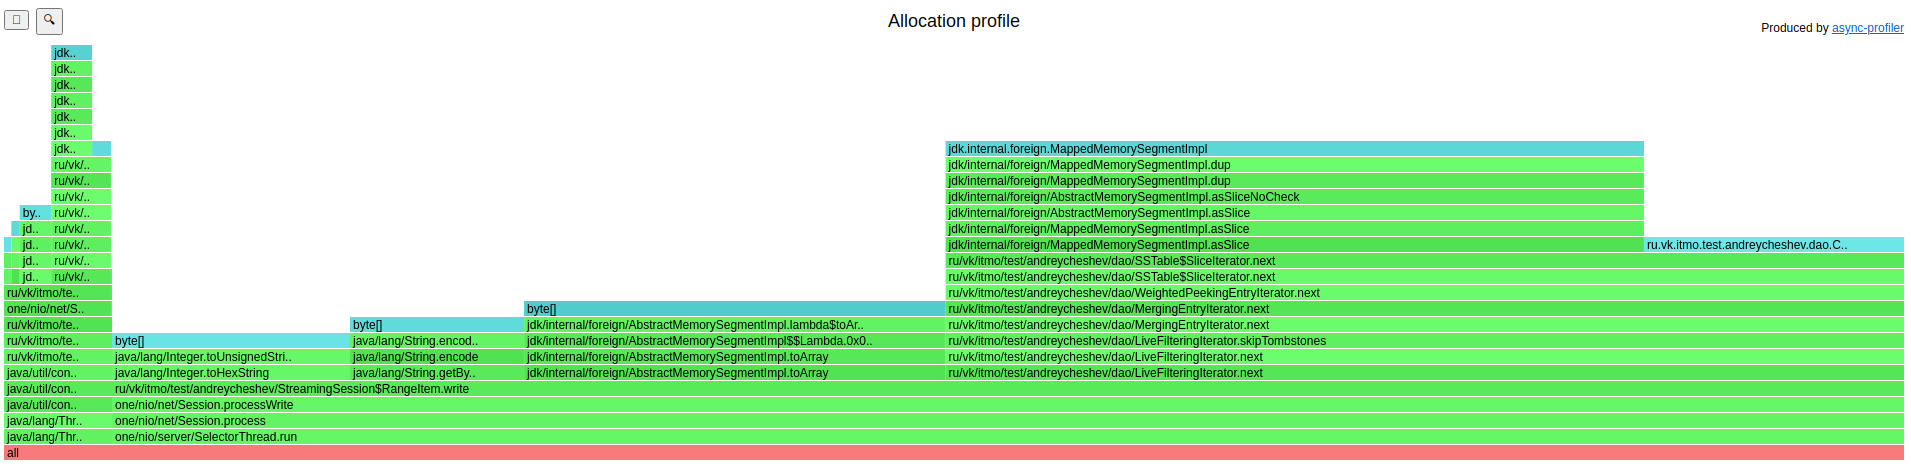 Allocation profile
Produced by async-profiler
jdk..
jdk..
jdk..
jdk..
jdk..
jdk..
jdk.. jdk.internal.foreign.MappedMemorySegmentImpl
ru/vk/.. jdk/internal/foreign/MappedMemorySegmentImpl.dup
ru/vk/.. jdk/internal/foreign/MappedMemorySegmentImpl.dup
ru/vk/.. jdk/internal/foreign/AbstractMemorySegmentImpl.asSliceNoCheck
by.. ru/vk/.. jdk/internal/foreign/AbstractMemorySegmentImpl.asSlice
jd.. ru/vk/.. jdk/internal/foreign/MappedMemorySegmentImpl.asSlice
jd.. ru/vk/.. jdk/internal/foreign/MappedMemorySegmentImpl.asSlice ru.vk.itmo.test.andreycheshev.dao.C..
jd.. ru/vk/.. ru/vk/itmo/test/andreycheshev/dao/SSTable$SliceIterator.next
jd.. ru/vk/.. ru/vk/itmo/test/andreycheshev/dao/SSTable$SliceIterator.next
ru/vk/itmo/te.. ru/vk/itmo/test/andreycheshev/dao/WeightedPeekingEntryIterator.next
one/nio/net/S.. byte[] ru/vk/itmo/test/andreycheshev/dao/MergingEntryIterator.next
ru/vk/itmo/te.. byte[] jdk/internal/foreign/AbstractMemorySegmentImpl.lambda$toAr.. ru/vk/itmo/test/andreycheshev/dao/MergingEntryIterator.next
ru/vk/itmo/te.. byte[] java/lang/String.encod.. jdk/internal/foreign/AbstractMemorySegmentImpl$$Lambda.0x0.. ru/vk/itmo/test/andreycheshev/dao/LiveFilteringIterator.skipTombstones
ru/vk/itmo/te.. java/lang/Integer.toUnsignedStri.. java/lang/String.encode jdk/internal/foreign/AbstractMemorySegmentImpl.toArray ru/vk/itmo/test/andreycheshev/dao/LiveFilteringIterator.next
java/util/con.. java/lang/Integer.toHexString java/lang/String.getBy.. jdk/internal/foreign/AbstractMemorySegmentImpl.toArray ru/vk/itmo/test/andreycheshev/dao/LiveFilteringIterator.next
java/util/con.. ru/vk/itmo/test/andreycheshev/StreamingSession$RangeItem.write
java/util/con.. one/nio/net/Session.processWrite
java/lang/Thr.. one/nio/net/Session.process
java/lang/Thr.. one/nio/server/SelectorThread.run
all